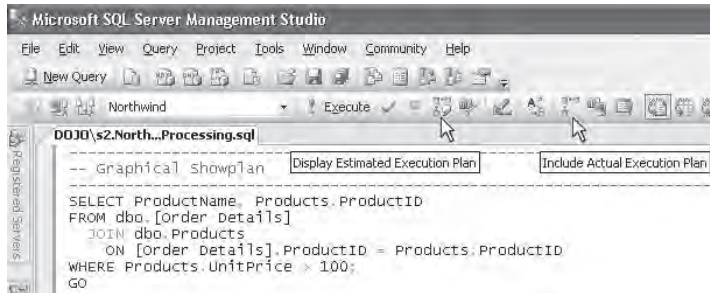 Microsoft SQL Server Management Studio
File Edit View Query Project Tools Window Community Help
New Query
Northwind Execute
DOJO\s2.North...Processing.sql
Display Estimated Execution Plan Include Actual Execution Plan
Registered Servers
-- Graphical Showplan
SELECT ProductName, Products.ProductID
FROM dbo.[Order Details]
JOIN dbo.Products
ON [Order Details].ProductID = Products.ProductID
WHERE Products.UnitPrice > 100;
GO